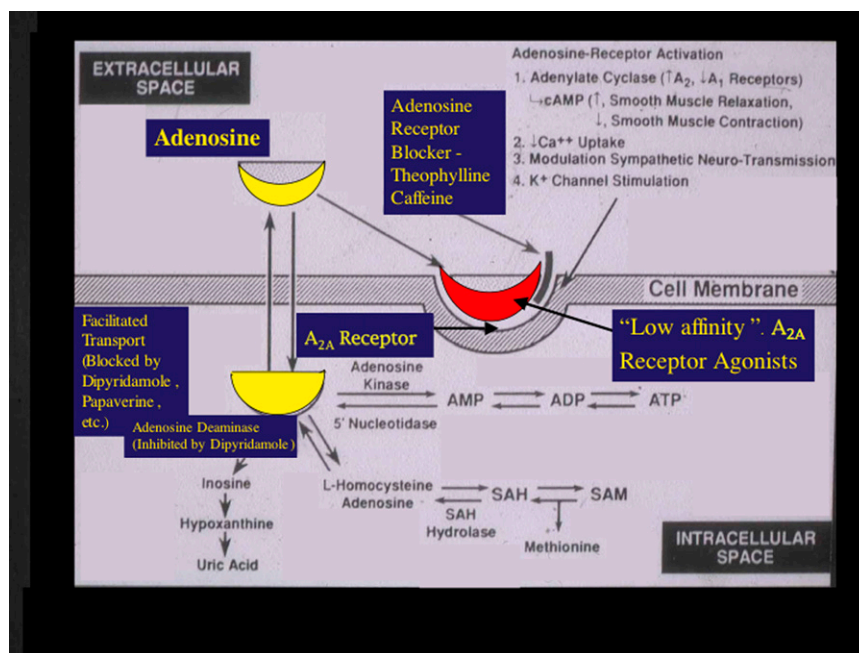 EXTRACELLULAR
SPACE
Adenosine
Adenosine
Receptor
Blocker -
Theophylline
Caffeine
Adenosine-Receptor Activation
1. Adenylate Cyclase (↑A2, ↓A1 Receptors)
↳cAMP (↑, Smooth Muscle Relaxation,
↓, Smooth Muscle Contraction)
2. ↓Ca++ Uptake
3. Modulation Sympathetic Neuro-Transmission
4. K+ Channel Stimulation
Cell Membrane
Facilitated
Transport
(Blocked by
Dipyridamole ,
Papaverine ,
etc.)
A2A Receptor
“Low affinity ”. A2A
Receptor Agonists
Adenosine Deaminase
(Inhibited by Dipyridamole)
Adenosine
Kinase
5' Nucleotidase
AMP
ADP
ATP
Inosine
Hypoxanthine
Uric Acid
L-Homocysteine
Adenosine
SAH
SAM
SAH
Hydrolase
Methionine
INTRACELLULAR
SPACE